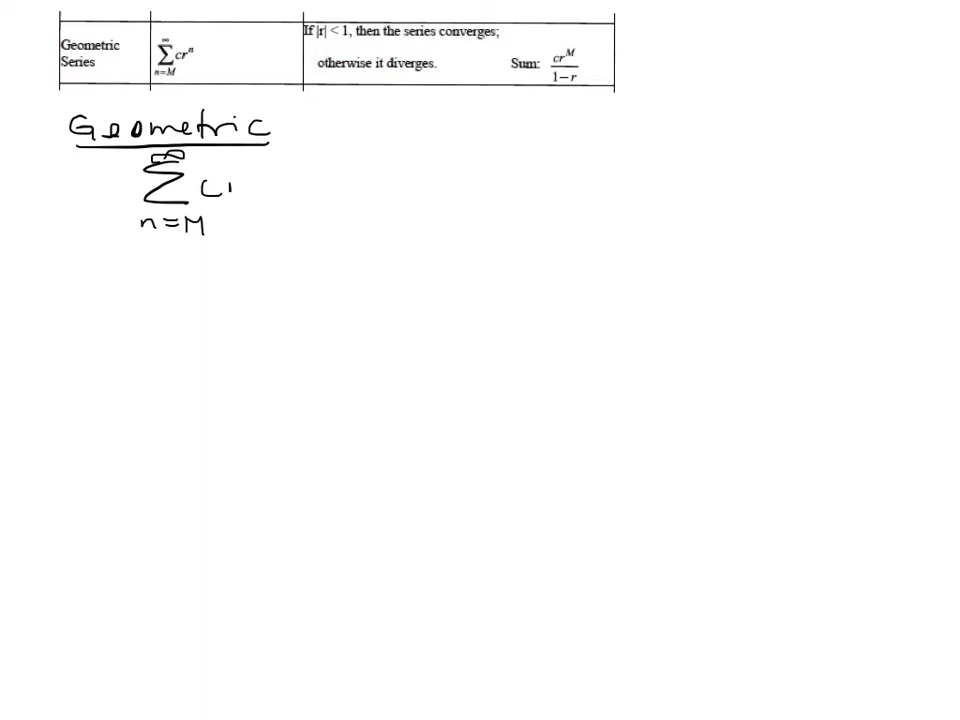 Geometric Series
∞
∑ cr^n
n=M
If |r| < 1, then the series converges;
otherwise it diverges. Sum: cr^M / 1−r
Geometric
∞
∑ c
n=M